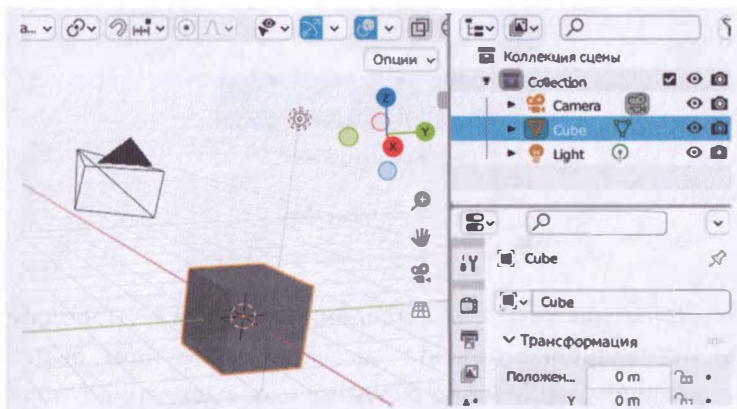 a...
Опции
Z
Y
X
Коллекция сцены
Collection
Camera
Cube
Light
Cube
Cube
Трансформация
Положен...
0 m
Y
0 m